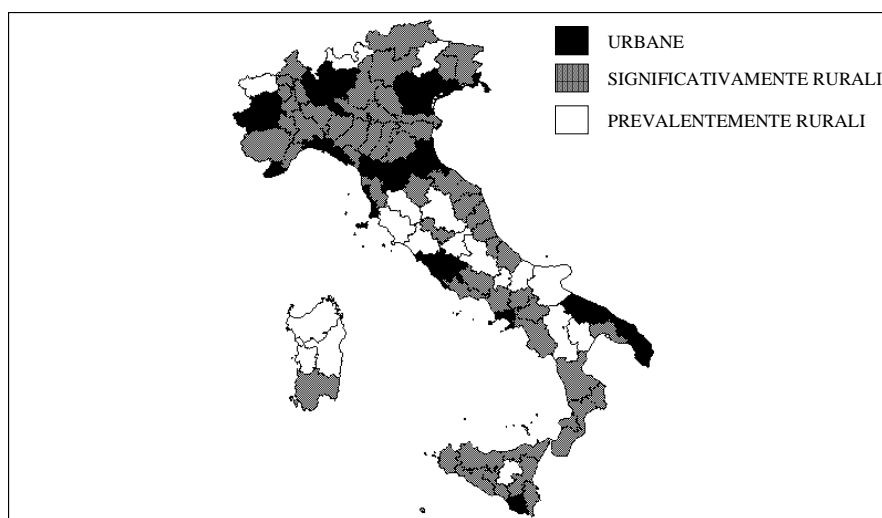 URBANE
SIGNIFICATIVAMENTE RURALI
PREVALENTEMENTE RURALI